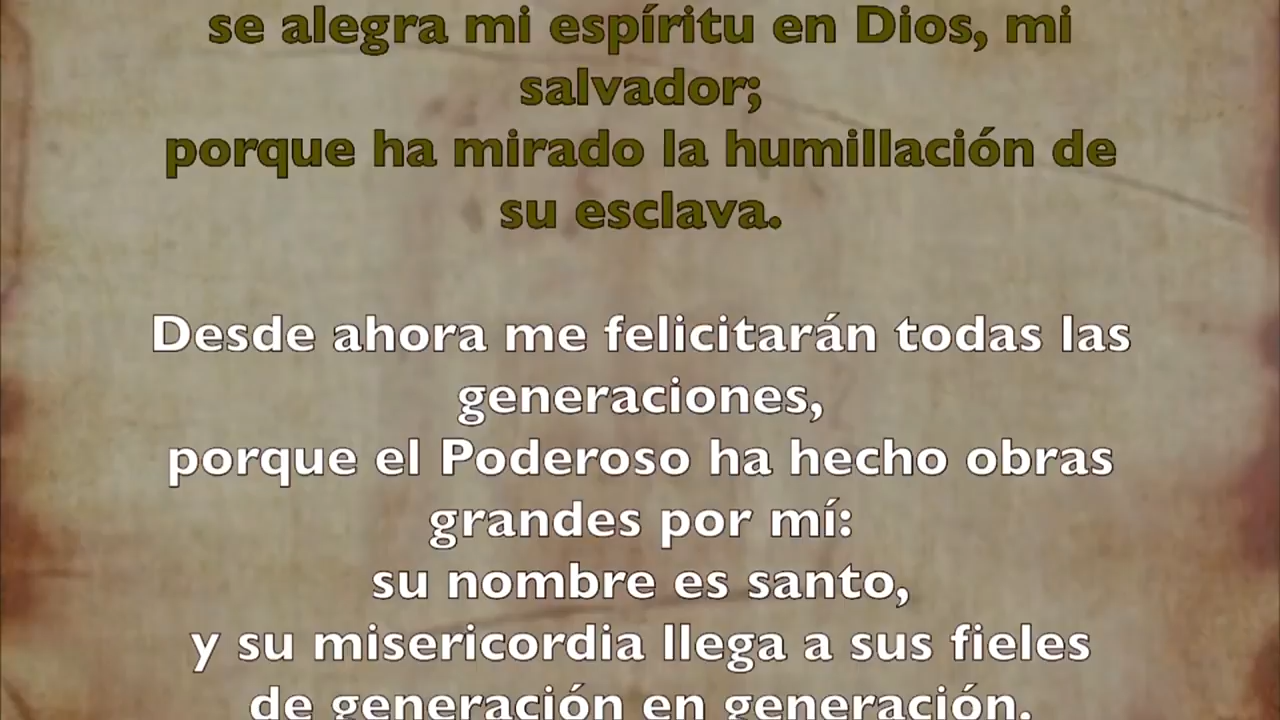 se alegra mi espíritu en Dios, mi
salvador;
porque ha mirado la humillación de
su esclava.
Desde ahora me felicitarán todas las
generaciones,
porque el Poderoso ha hecho obras
grandes por mí:
su nombre es santo,
y su misericordia llega a sus fieles
de generación en generación.